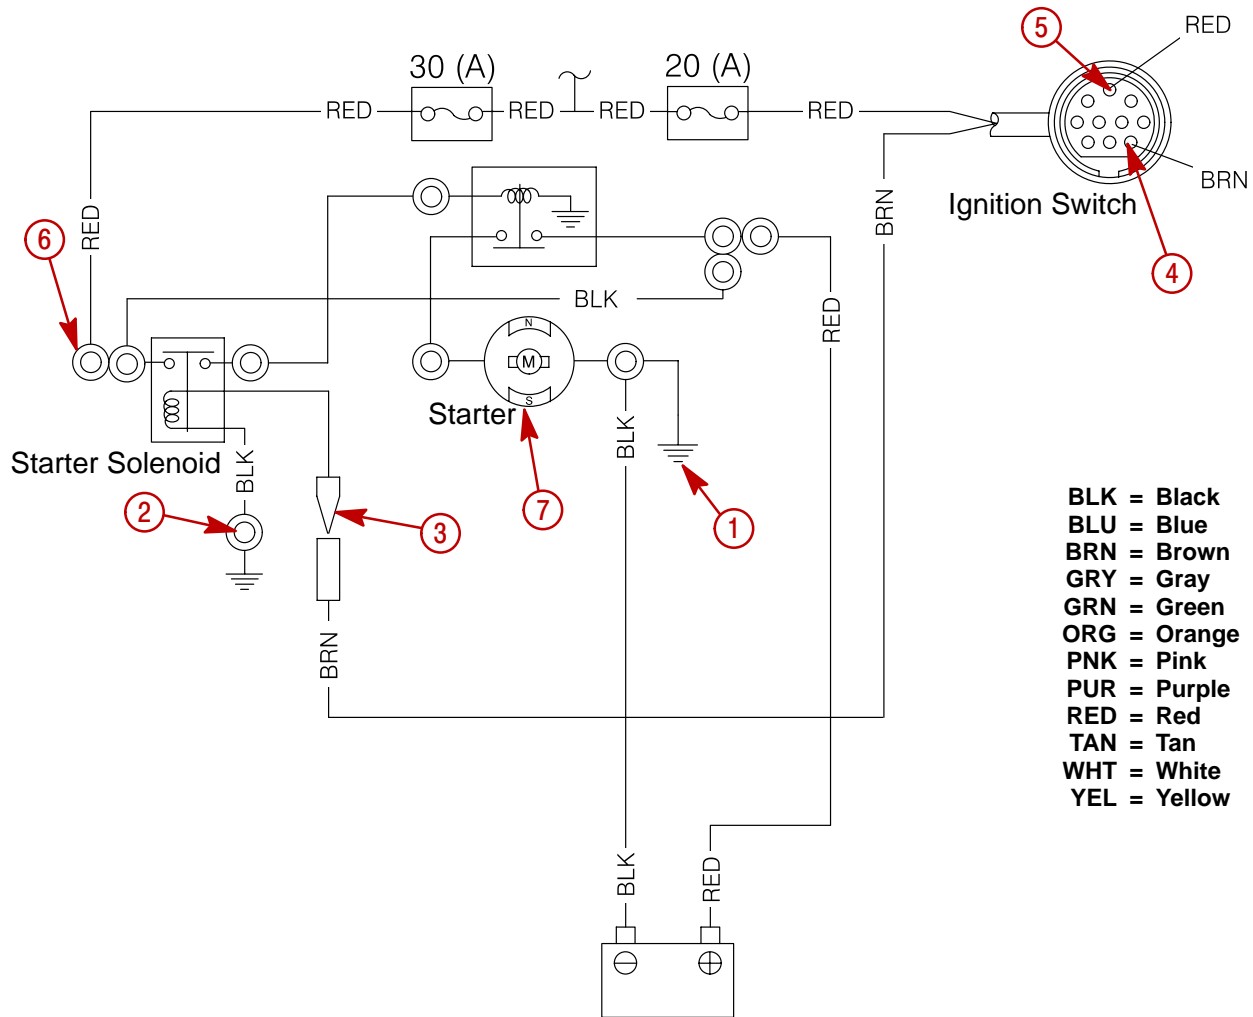 5
RED
30 (A)
20 (A)
RED
RED
RED
RED
BRN
Ignition Switch
4
6
RED
BRN
BLK
RED
N
M
S
Starter
Starter Solenoid
BLK
BLK
2
3
7
1
BRN
BLK = Black
BLU = Blue
BRN = Brown
GRY = Gray
GRN = Green
ORG = Orange
PNK = Pink
PUR = Purple
RED = Red
TAN = Tan
WHT = White
YEL = Yellow
BLK
RED